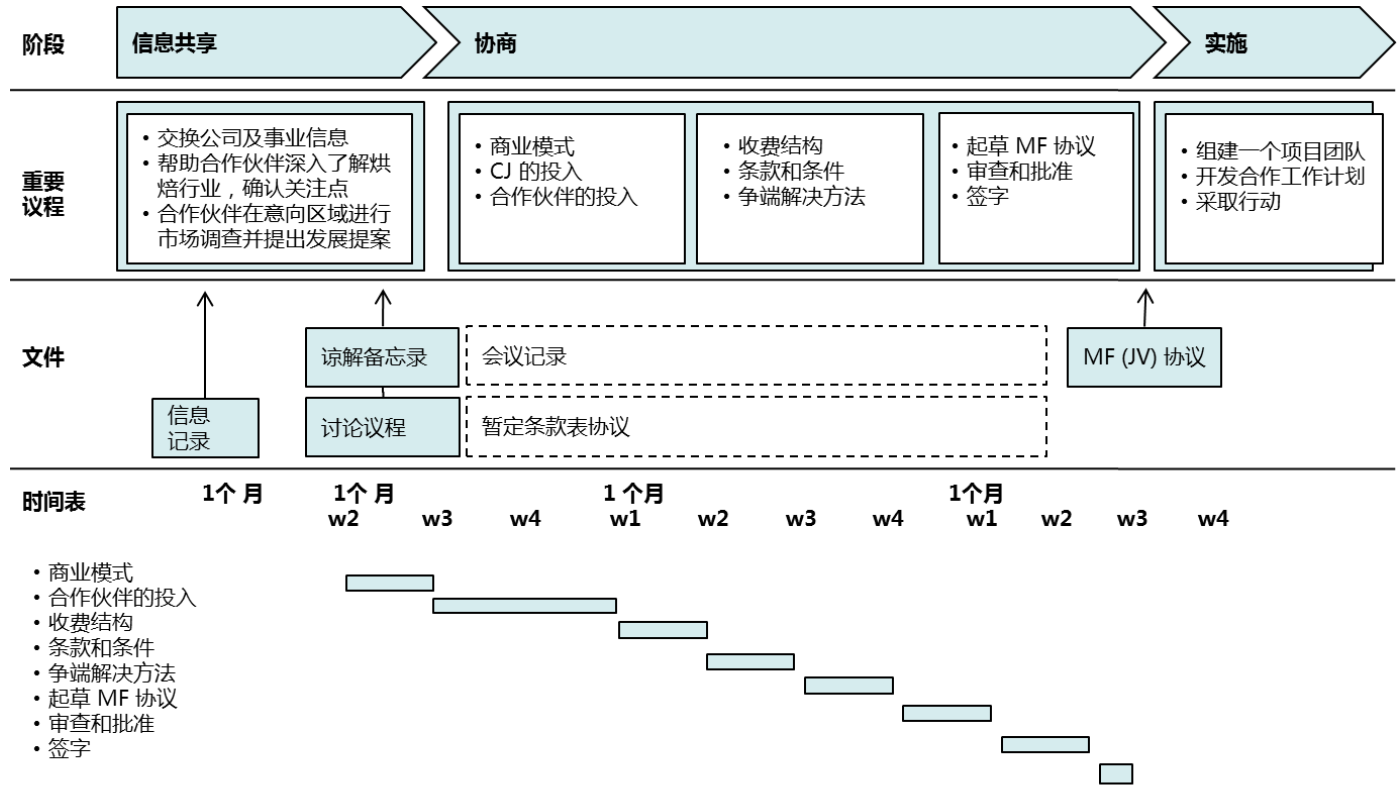 阶段
信息共享
协商
实施
重要
议程
• 交换公司及事业信息
• 帮助合作伙伴深入了解烘
焙行业，确认关注点
• 合作伙伴在意向区域进行
市场调查并提出发展提案
• 商业模式
• CJ 的投入
• 合作伙伴的投入
• 收费结构
• 条款和条件
• 争端解决方法
• 起草 MF 协议
• 审查和批准
• 签字
• 组建一个项目团队
• 开发合作工作计划
• 采取行动
文件
谅解备忘录
会议记录
MF (JV) 协议
信息
记录
讨论议程
暂定条款表协议
时间表
1个 月 1个 月 1 个月 1个月
w2 w3 w4 w1 w2 w3 w4 w1 w2 w3 w4
• 商业模式
• 合作伙伴的投入
• 收费结构
• 条款和条件
• 争端解决方法
• 起草 MF 协议
• 审查和批准
• 签字